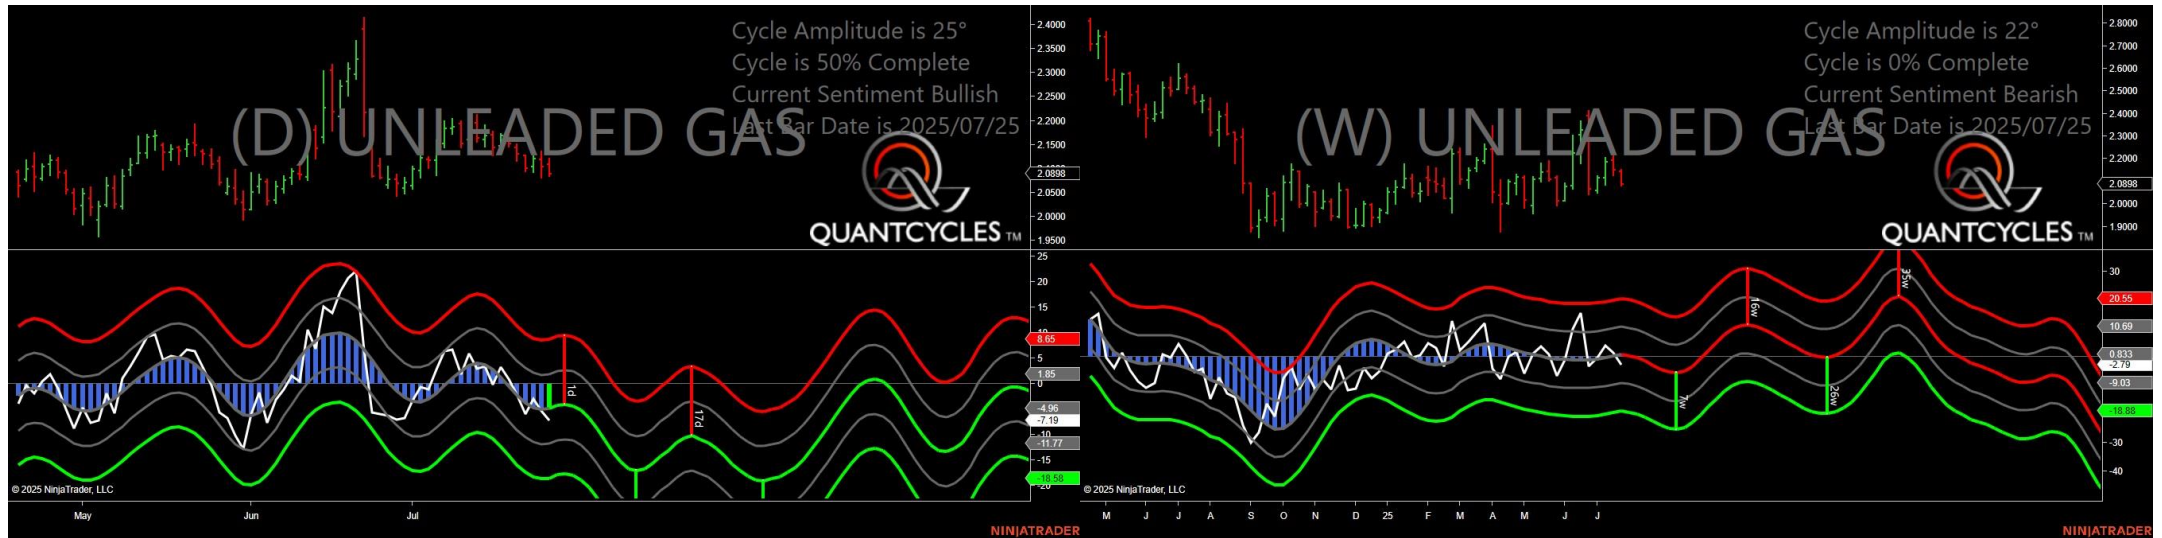 Cycle Amplitude is 25°
Cycle is 50% Complete
Current Sentiment Bullish
Last Bar Date is 2025/07/25
(D) UNLEADED GAS
QUANTCYCLES TM
2.4000
2.3500
2.3000
2.2500
2.2000
2.1500
2.0898
2.0500
2.0000
1.9500
25
20
15
10
8.65
5
1.85
0
-4.96
-7.19
-10
-11.77
-15
-18.58
-20
1d
17d
© 2025 NinjaTrader, LLC
May Jun Jul
NINJATRADER
Cycle Amplitude is 22°
Cycle is 0% Complete
Current Sentiment Bearish
Last Bar Date is 2025/07/25
(W) UNLEADED GAS
QUANTCYCLES TM
2.8000
2.7000
2.6000
2.5000
2.4000
2.3000
2.2000
2.0898
2.0000
1.9000
30
20.55
10.69
0.833
-2.79
-9.03
-18.88
-30
-40
7w
16w
26w
35w
© 2025 NinjaTrader, LLC
M J J A S O N D 25 F M A M J J
NINJATRADER